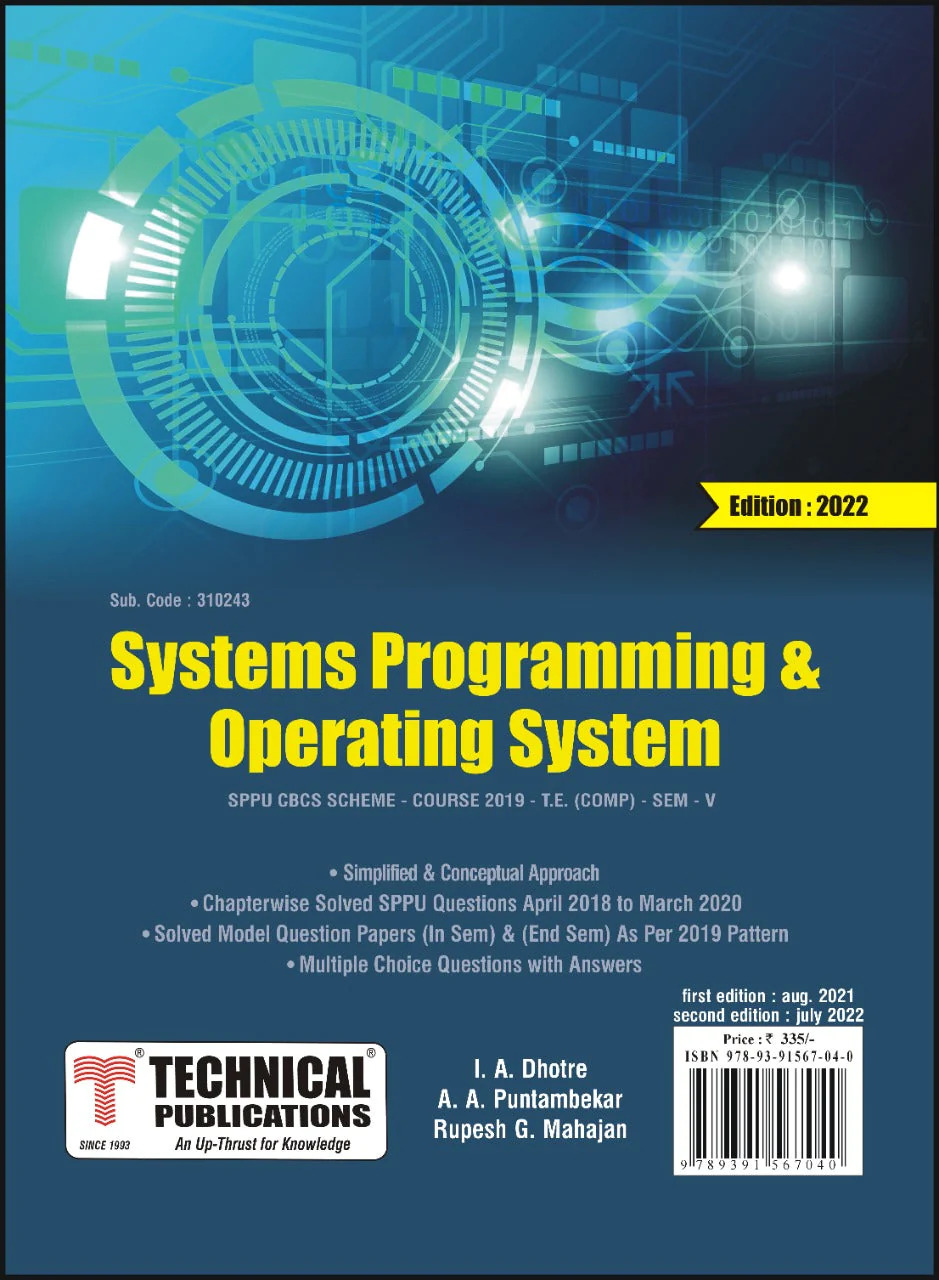 Edition : 2022
Sub. Code : 310243
Systems Programming &
Operating System
SPPU CBCS SCHEME - COURSE 2019 - T.E. (COMP) - SEM - V
• Simplified & Conceptual Approach
• Chapterwise Solved SPPU Questions April 2018 to March 2020
• Solved Model Question Papers (In Sem) & (End Sem) As Per 2019 Pattern
• Multiple Choice Questions with Answers
first edition : aug. 2021
second edition : july 2022
Price : ₹ 335/-
ISBN 978-93-91567-04-0
9 789391 567040
® TECHNICAL ®
PUBLICATIONS
SINCE 1993 An Up-Thrust for Knowledge
I. A. Dhotre
A. A. Puntambekar
Rupesh G. Mahajan